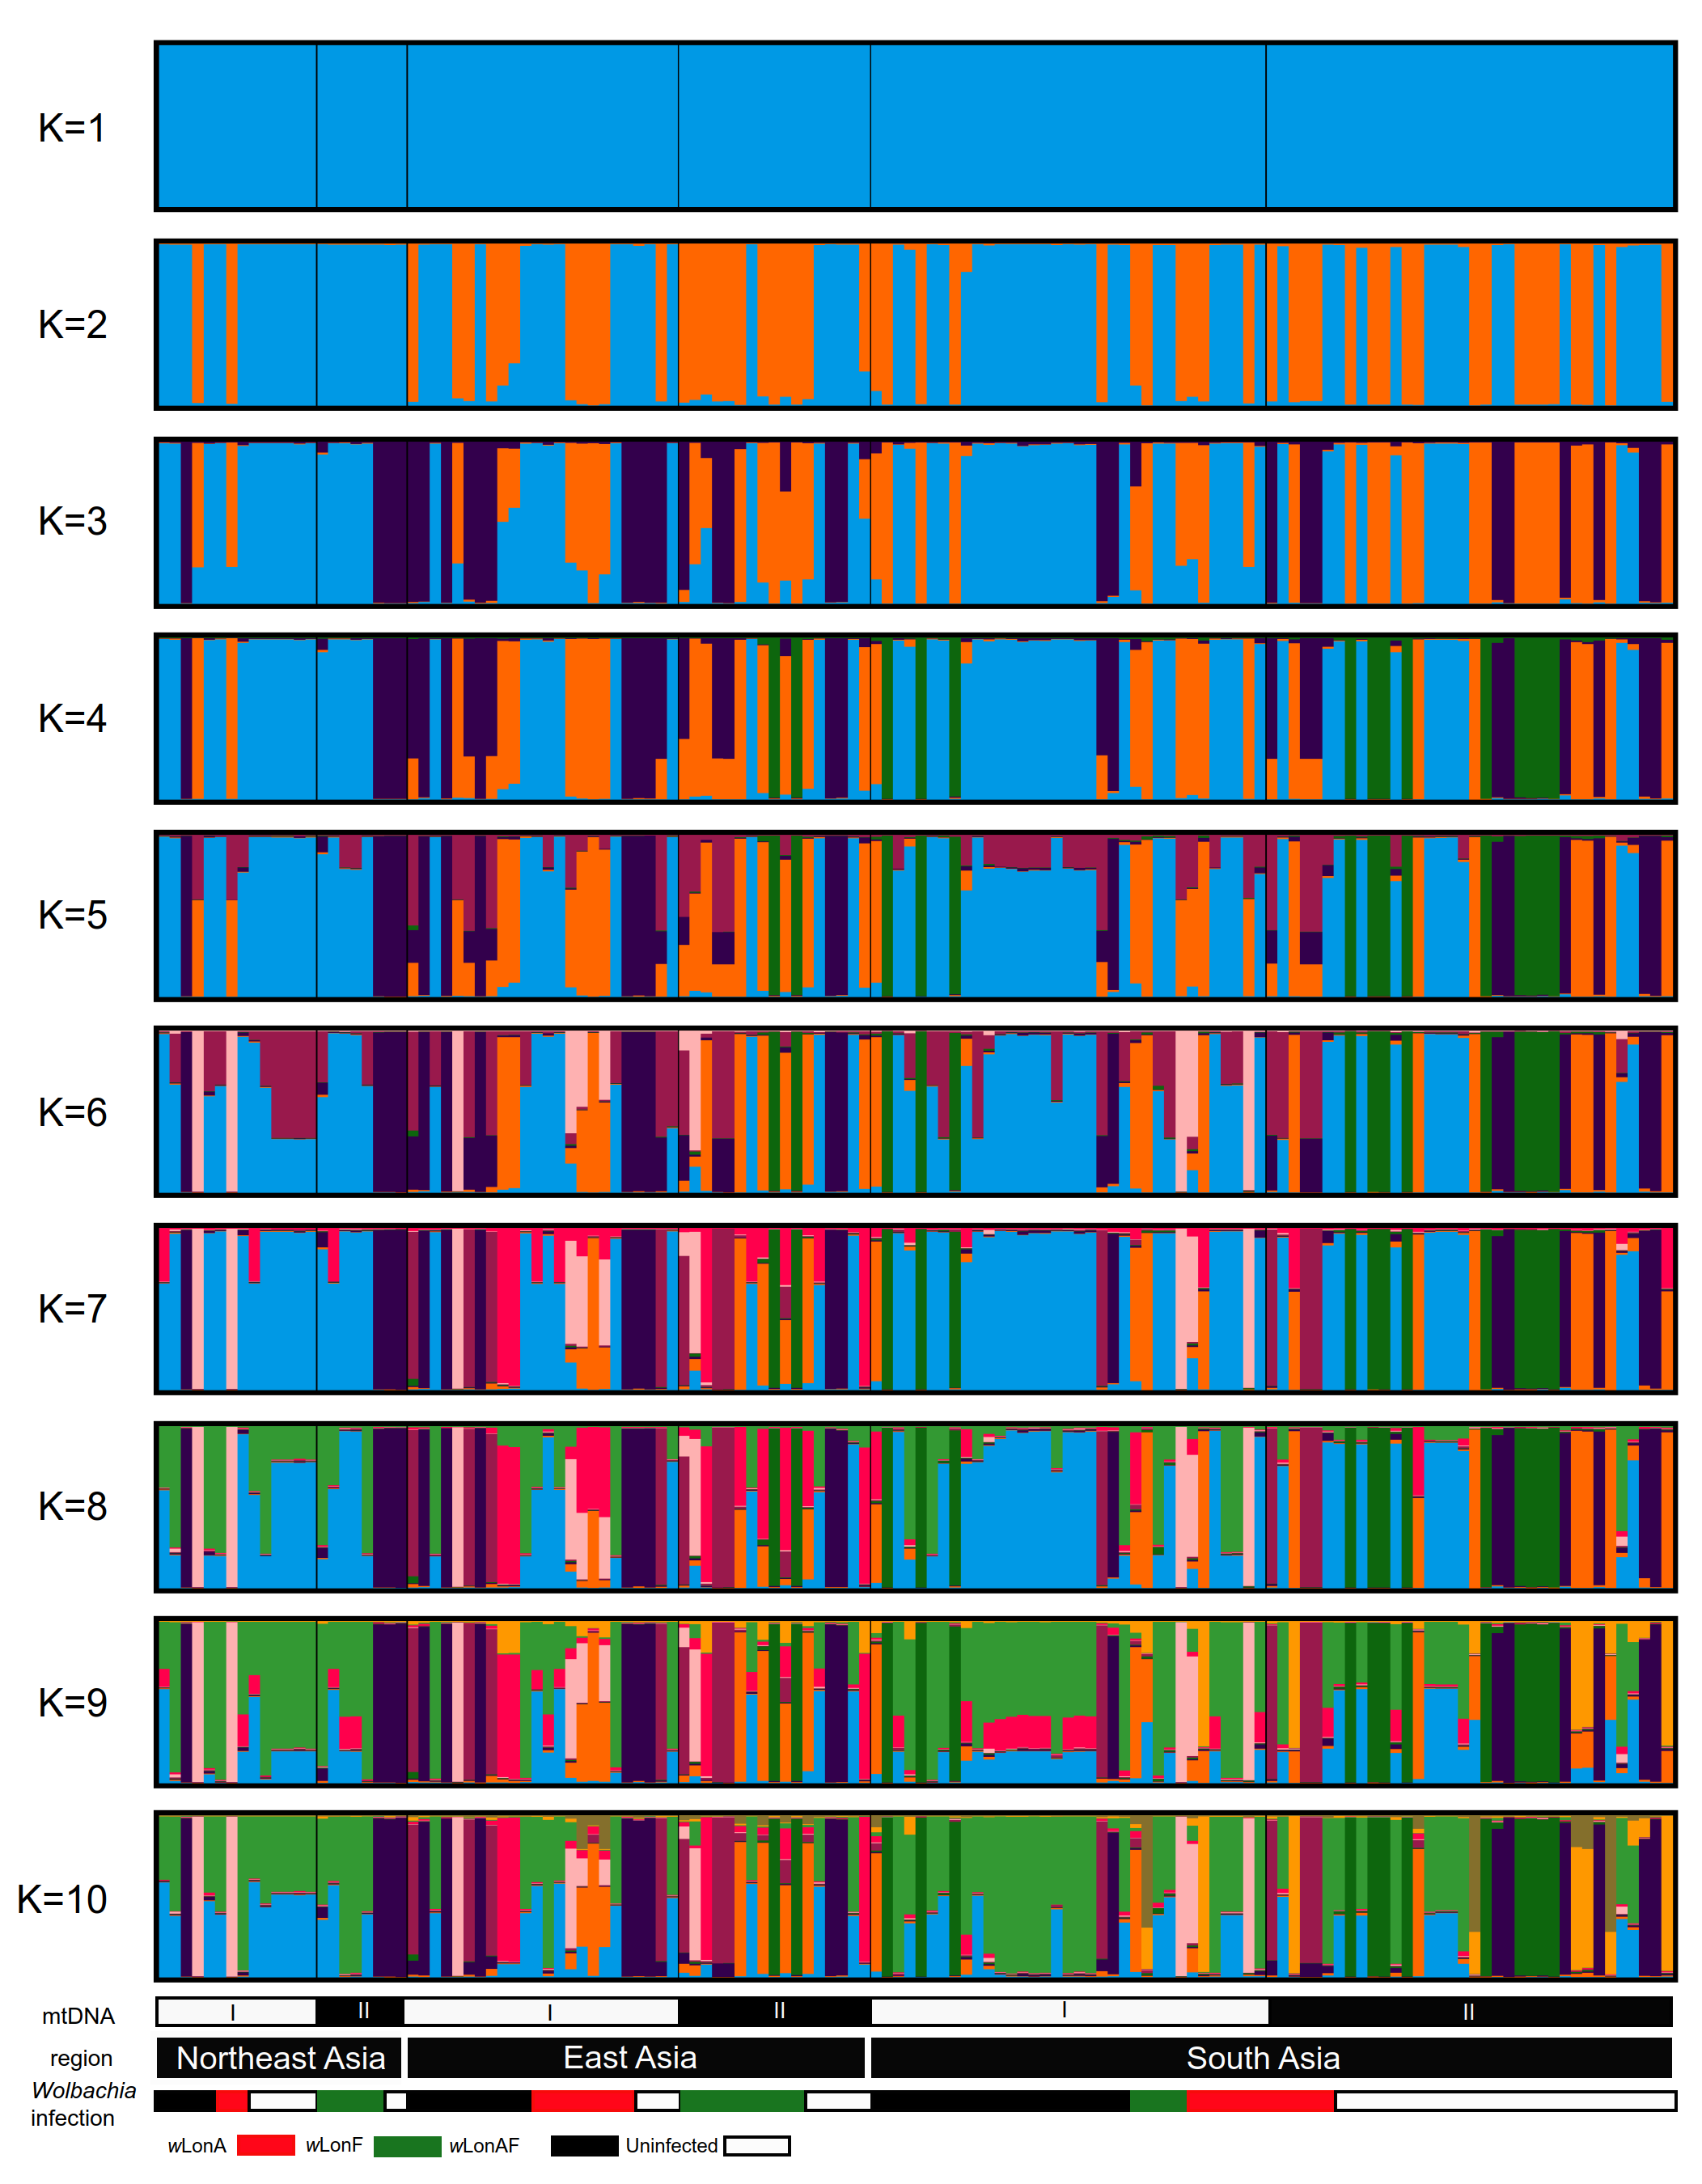 K=1
K=2
K=3
K=4
K=5
K=6
K=7
K=8
K=9
K=10
mtDNA I II I II I II
region Northeast Asia East Asia South Asia
Wolbachia
infection
wLonA wLonF wLonAF Uninfected